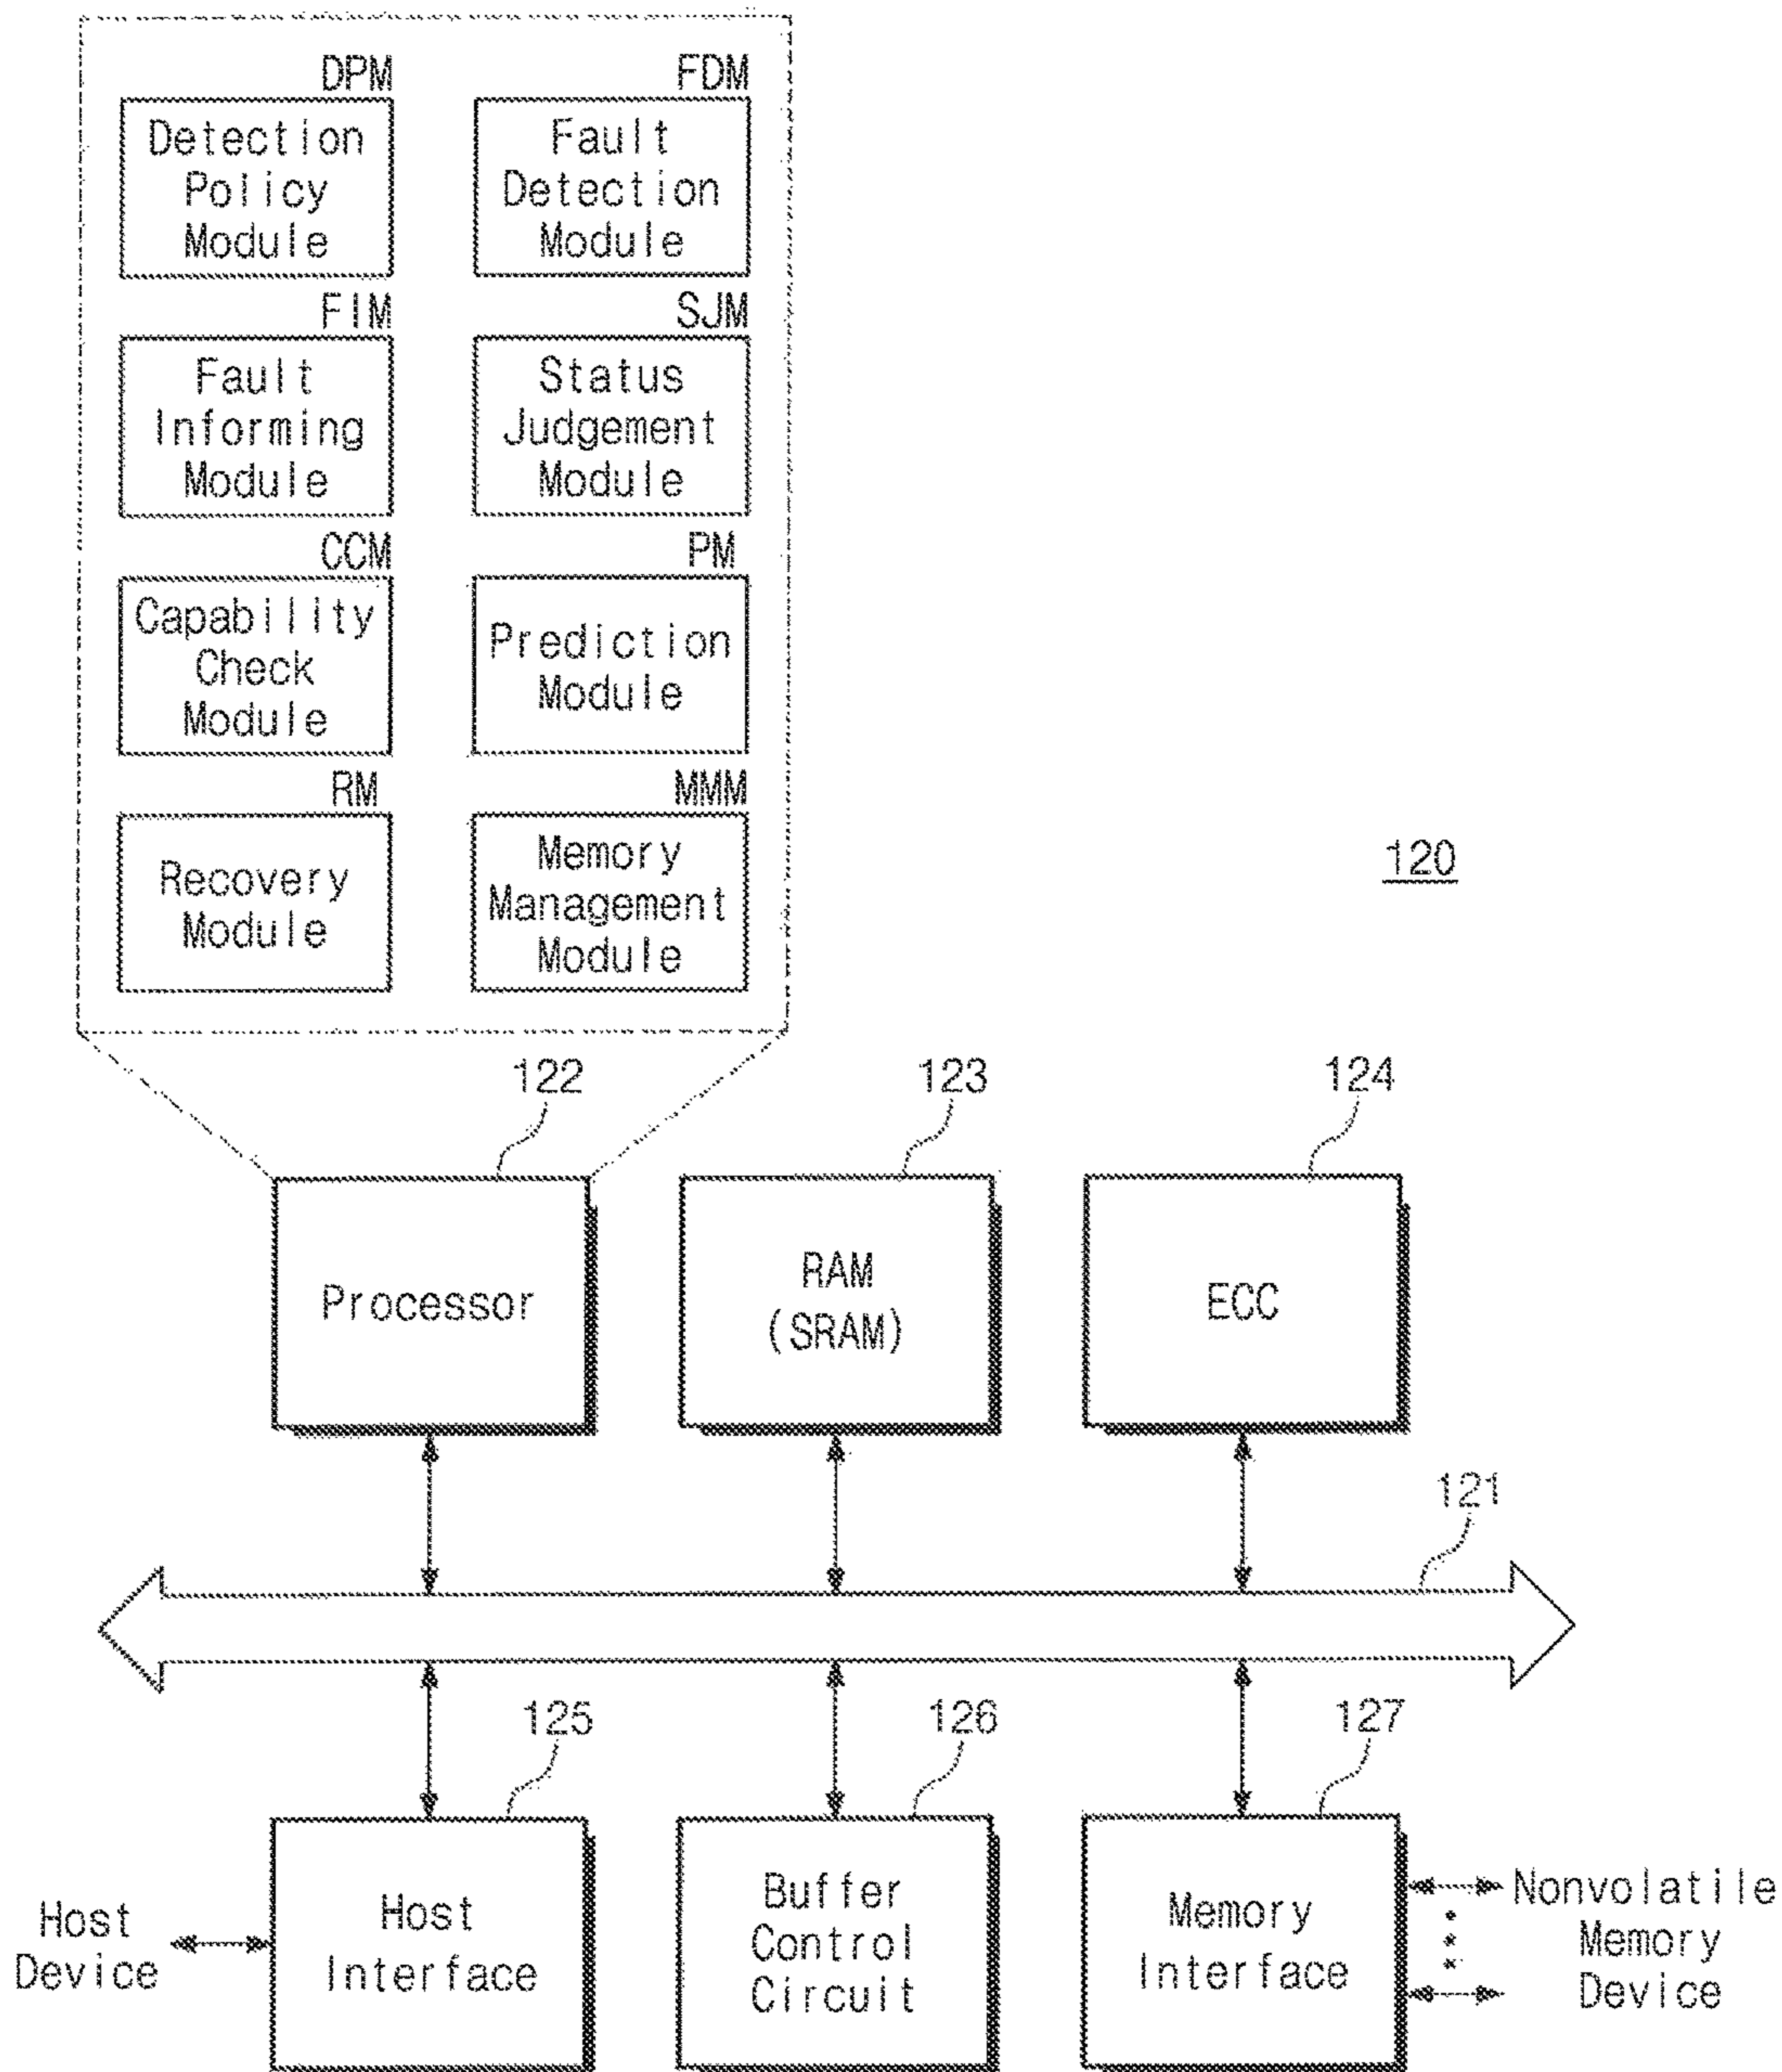 DPM
Detection
Policy
Module
FDM
Fault
Detection
Module
FIM
Fault
Informing
Module
SJM
Status
Judgement
Module
CCM
Capability
Check
Module
PM
Prediction
Module
RM
Recovery
Module
MMM
Memory
Management
Module
120
122
Processor
123
RAM
(SRAM)
124
ECC
121
125
Host
Interface
126
Buffer
Control
Circuit
127
Memory
Interface
Host
Device
Nonvolatile
Memory
Device